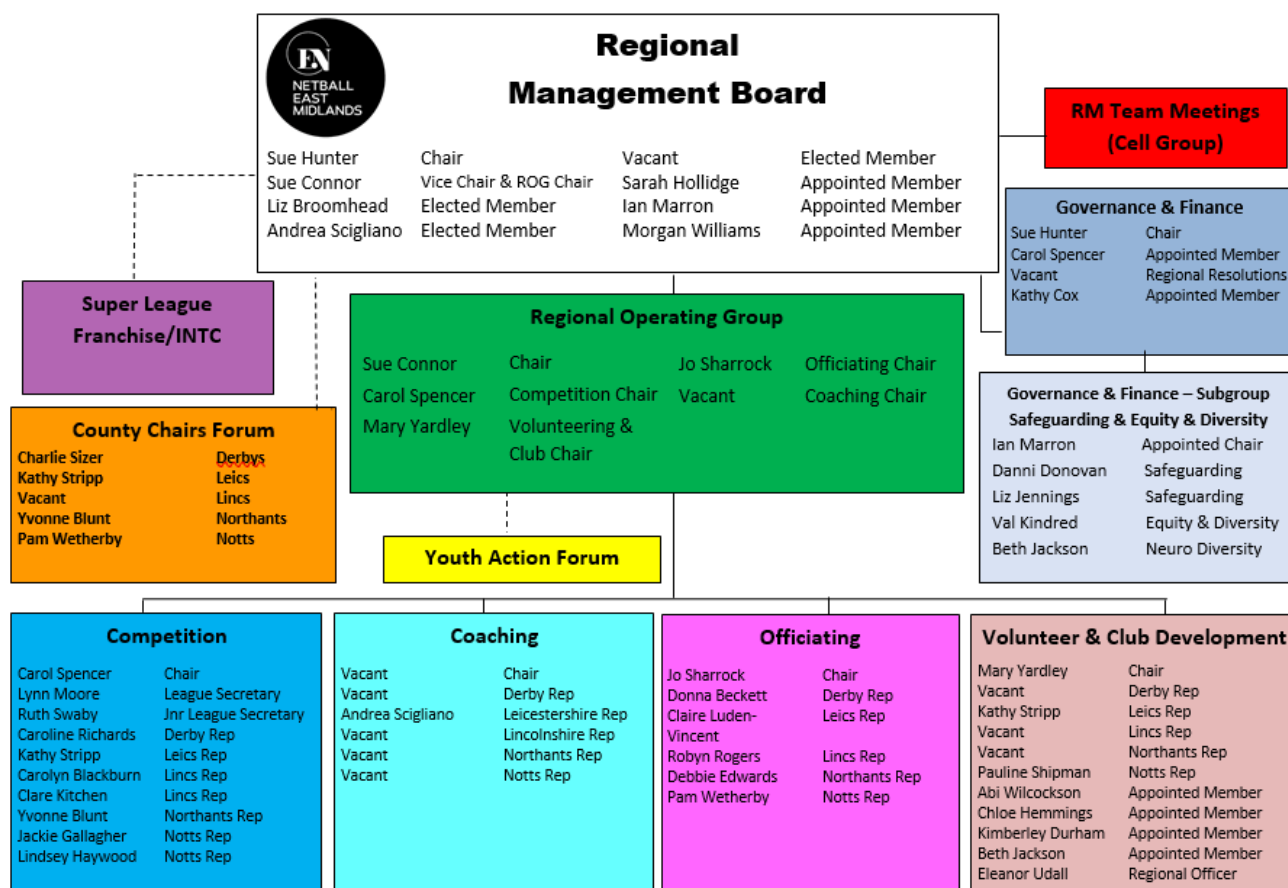 EN
NETBALL
EAST
MIDLANDS
Regional
Management Board
Sue Hunter Chair Vacant Elected Member
Sue Connor Vice Chair & ROG Chair Sarah Hollidge Appointed Member
Liz Broomhead Elected Member Ian Marron Appointed Member
Andrea Scigliano Elected Member Morgan Williams Appointed Member
RM Team Meetings
(Cell Group)
Governance & Finance
Sue Hunter Chair
Carol Spencer Appointed Member
Vacant Regional Resolutions
Kathy Cox Appointed Member
Super League
Franchise/INTC
Regional Operating Group
Sue Connor Chair Jo Sharrock Officiating Chair
Carol Spencer Competition Chair Vacant Coaching Chair
Mary Yardley Volunteering &
Club Chair
Governance & Finance – Subgroup
Safeguarding & Equity & Diversity
Ian Marron Appointed Chair
Danni Donovan Safeguarding
Liz Jennings Safeguarding
Val Kindred Equity & Diversity
Beth Jackson Neuro Diversity
County Chairs Forum
Charlie Sizer Derbys
Kathy Stripp Leics
Vacant Lincs
Yvonne Blunt Northants
Pam Wetherby Notts
Youth Action Forum
Competition
Carol Spencer Chair
Lynn Moore League Secretary
Ruth Swaby Jnr League Secretary
Caroline Richards Derby Rep
Kathy Stripp Leics Rep
Carolyn Blackburn Lincs Rep
Clare Kitchen Lincs Rep
Yvonne Blunt Northants Rep
Jackie Gallagher Notts Rep
Lindsey Haywood Notts Rep
Coaching
Vacant Chair
Vacant Derby Rep
Andrea Scigliano Leicestershire Rep
Vacant Lincolnshire Rep
Vacant Northants Rep
Vacant Notts Rep
Officiating
Jo Sharrock Chair
Donna Beckett Derby Rep
Claire Luden- Leics Rep
Vincent
Robyn Rogers Lincs Rep
Debbie Edwards Northants Rep
Pam Wetherby Notts Rep
Volunteer & Club Development
Mary Yardley Chair
Vacant Derby Rep
Kathy Stripp Leics Rep
Vacant Lincs Rep
Vacant Northants Rep
Pauline Shipman Notts Rep
Abi Wilcockson Appointed Member
Chloe Hemmings Appointed Member
Kimberley Durham Appointed Member
Beth Jackson Appointed Member
Eleanor Udall Regional Officer